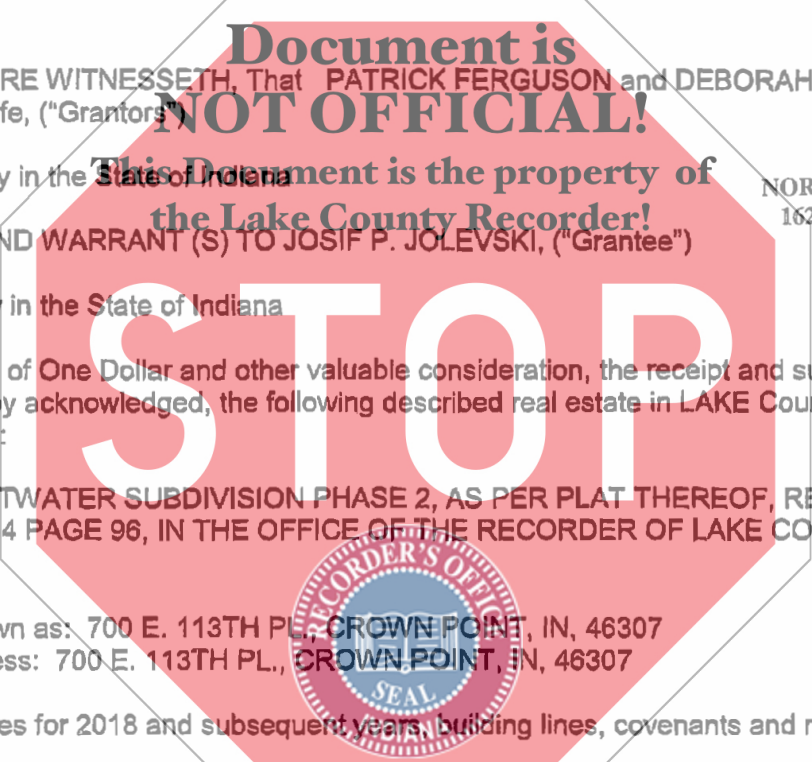 Document is
RE WITNESSETH, That PATRICK FERGUSON and DEBORAH
fe, ("Grantors")
NOT OFFICIAL!
y in the State of Indiana
This Document is the property of
NOR
the Lake County Recorder!
162
ND WARRANT (S) TO JOSIF P. JOLEVSKI, ("Grantee")
y in the State of Indiana
STOP
of One Dollar and other valuable consideration, the receipt and su
y acknowledged, the following described real estate in LAKE Cou
:
TWATER SUBDIVISION PHASE 2, AS PER PLAT THEREOF, RE
4 PAGE 96, IN THE OFFICE OF THE RECORDER OF LAKE CO
RECORDER'S OFFICE
wn as: 700 E. 113TH PL., CROWN POINT, IN, 46307
ess: 700 E. 113TH PL., CROWN POINT, IN, 46307
SEAL
INDIANA
es for 2018 and subsequent years, building lines, covenants and r